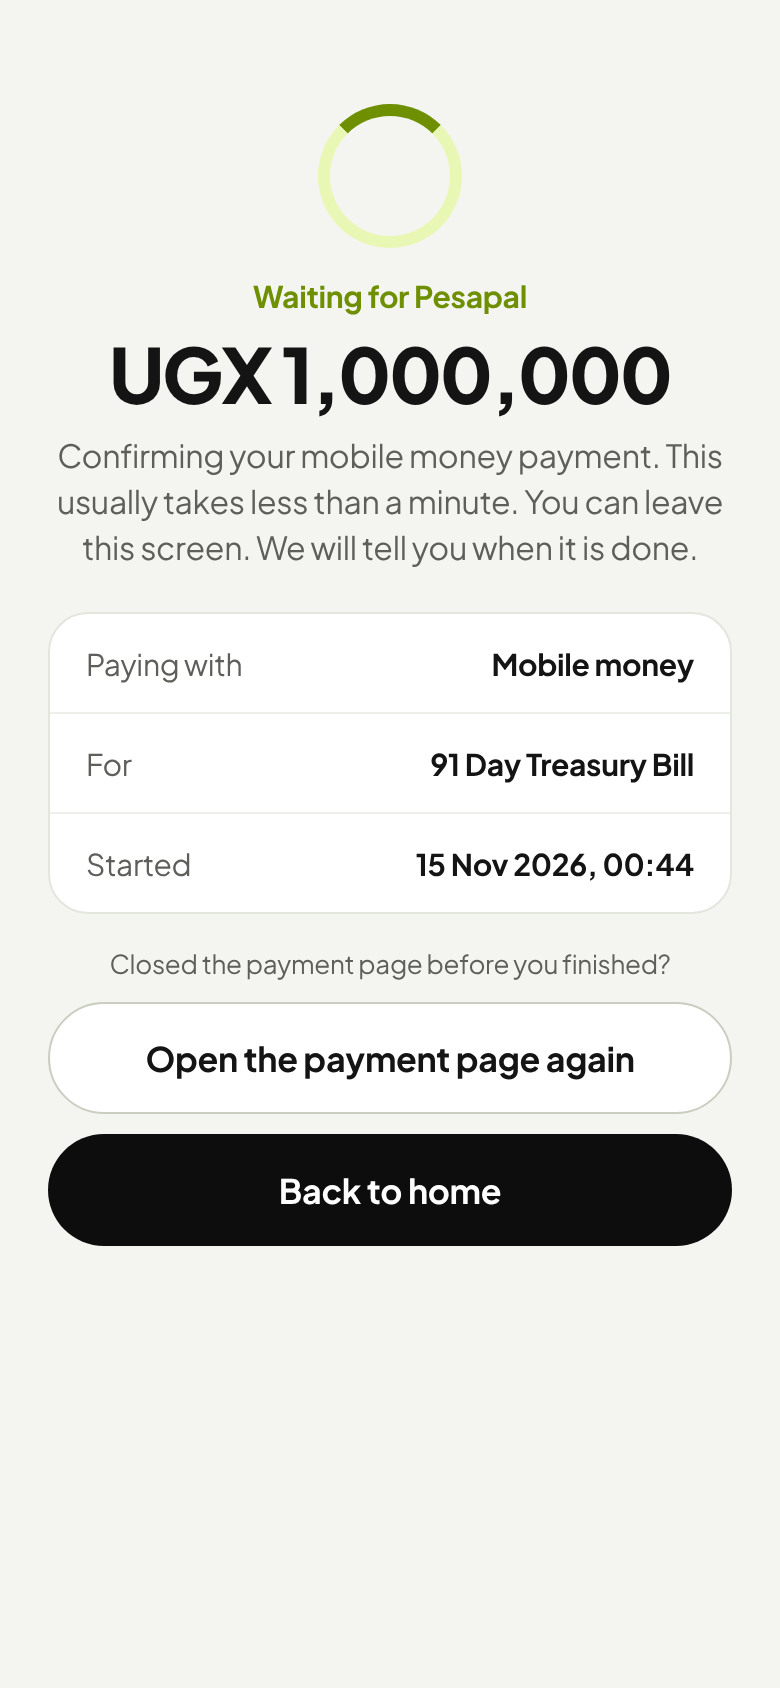 Waiting for Pesapal
UGX 1,000,000
Confirming your mobile money payment. This
usually takes less than a minute. You can leave
this screen. We will tell you when it is done.
Paying with
Mobile money
For
91 Day Treasury Bill
Started
15 Nov 2026, 00:44
Closed the payment page before you finished?
Open the payment page again
Back to home